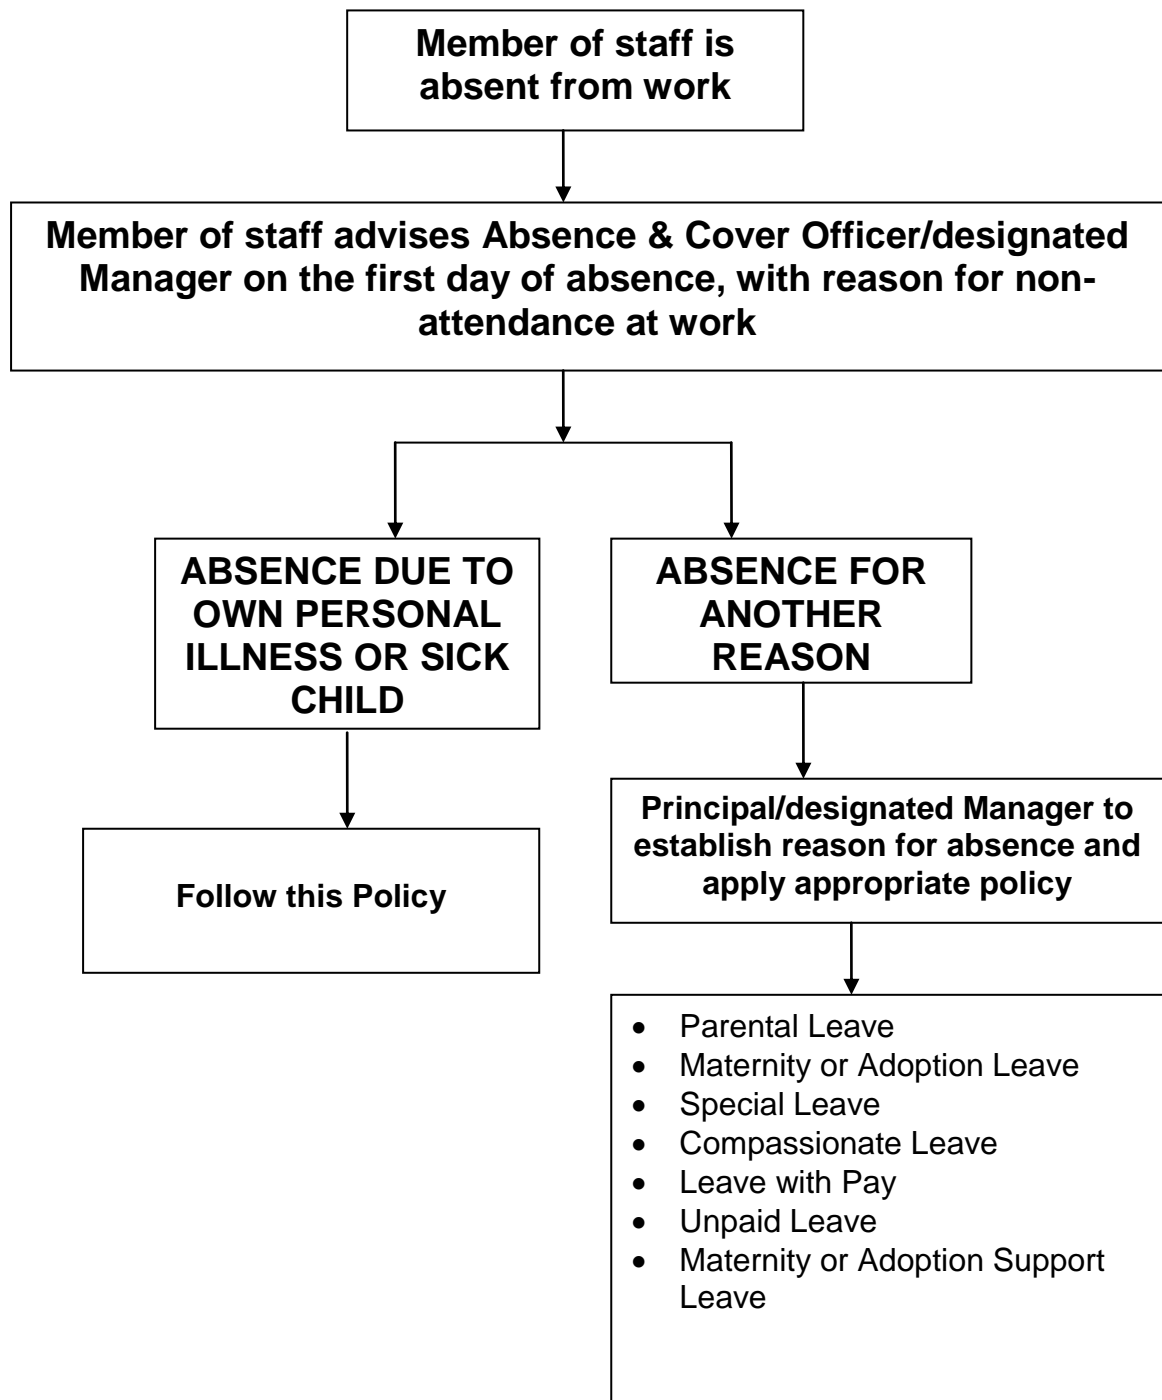 Member of staff is
absent from work
Member of staff advises Absence & Cover Officer/designated
Manager on the first day of absence, with reason for non-
attendance at work
ABSENCE DUE TO
OWN PERSONAL
ILLNESS OR SICK
CHILD
ABSENCE FOR
ANOTHER
REASON
Follow this Policy
Principal/designated Manager to
establish reason for absence and
apply appropriate policy
• Parental Leave
• Maternity or Adoption Leave
• Special Leave
• Compassionate Leave
• Leave with Pay
• Unpaid Leave
• Maternity or Adoption Support
Leave